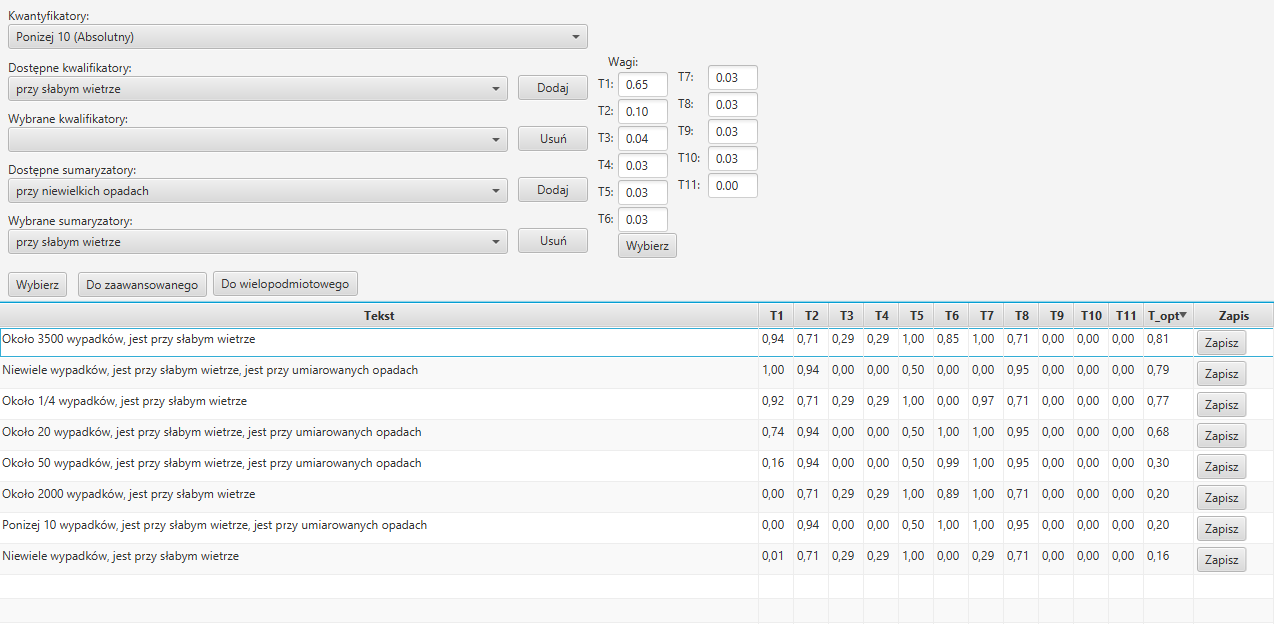 Kwantyfikatory:
Ponizej 10 (Absolutny)
Dostępne kwalifikatory:
przy słabym wietrze
Dodaj
Wybrane kwalifikatory:
Usuń
Dostępne sumaryzatory:
przy niewielkich opadach
Dodaj
Wybrane sumaryzatory:
przy słabym wietrze
Usuń
Wagi:
T1: 0.65
T2: 0.10
T3: 0.04
T4: 0.03
T5: 0.03
T6: 0.03
Wybierz
T7: 0.03
T8: 0.03
T9: 0.03
T10: 0.03
T11: 0.00
Wybierz Do zaawansowanego Do wielopodmiotowego
Tekst T1 T2 T3 T4 T5 T6 T7 T8 T9 T10 T11 T_opt Zapis
Około 3500 wypadków, jest przy słabym wietrze 0,94 0,71 0,29 0,29 1,00 0,85 1,00 0,71 0,00 0,00 0,00 0,81 Zapisz
Niewiele wypadków, jest przy słabym wietrze, jest przy umiarowanych opadach 1,00 0,94 0,00 0,00 0,50 0,00 0,00 0,95 0,00 0,00 0,00 0,79 Zapisz
Około 1/4 wypadków, jest przy słabym wietrze 0,92 0,71 0,29 0,29 1,00 0,00 0,97 0,71 0,00 0,00 0,00 0,77 Zapisz
Około 20 wypadków, jest przy słabym wietrze, jest przy umiarowanych opadach 0,74 0,94 0,00 0,00 0,50 1,00 1,00 0,95 0,00 0,00 0,00 0,68 Zapisz
Około 50 wypadków, jest przy słabym wietrze, jest przy umiarowanych opadach 0,16 0,94 0,00 0,00 0,50 0,99 1,00 0,95 0,00 0,00 0,00 0,30 Zapisz
Około 2000 wypadków, jest przy słabym wietrze 0,00 0,71 0,29 0,29 1,00 0,89 1,00 0,71 0,00 0,00 0,00 0,20 Zapisz
Ponizej 10 wypadków, jest przy słabym wietrze, jest przy umiarowanych opadach 0,00 0,94 0,00 0,00 0,50 1,00 1,00 0,95 0,00 0,00 0,00 0,20 Zapisz
Niewiele wypadków, jest przy słabym wietrze 0,01 0,71 0,29 0,29 1,00 0,00 0,29 0,71 0,00 0,00 0,00 0,16 Zapisz